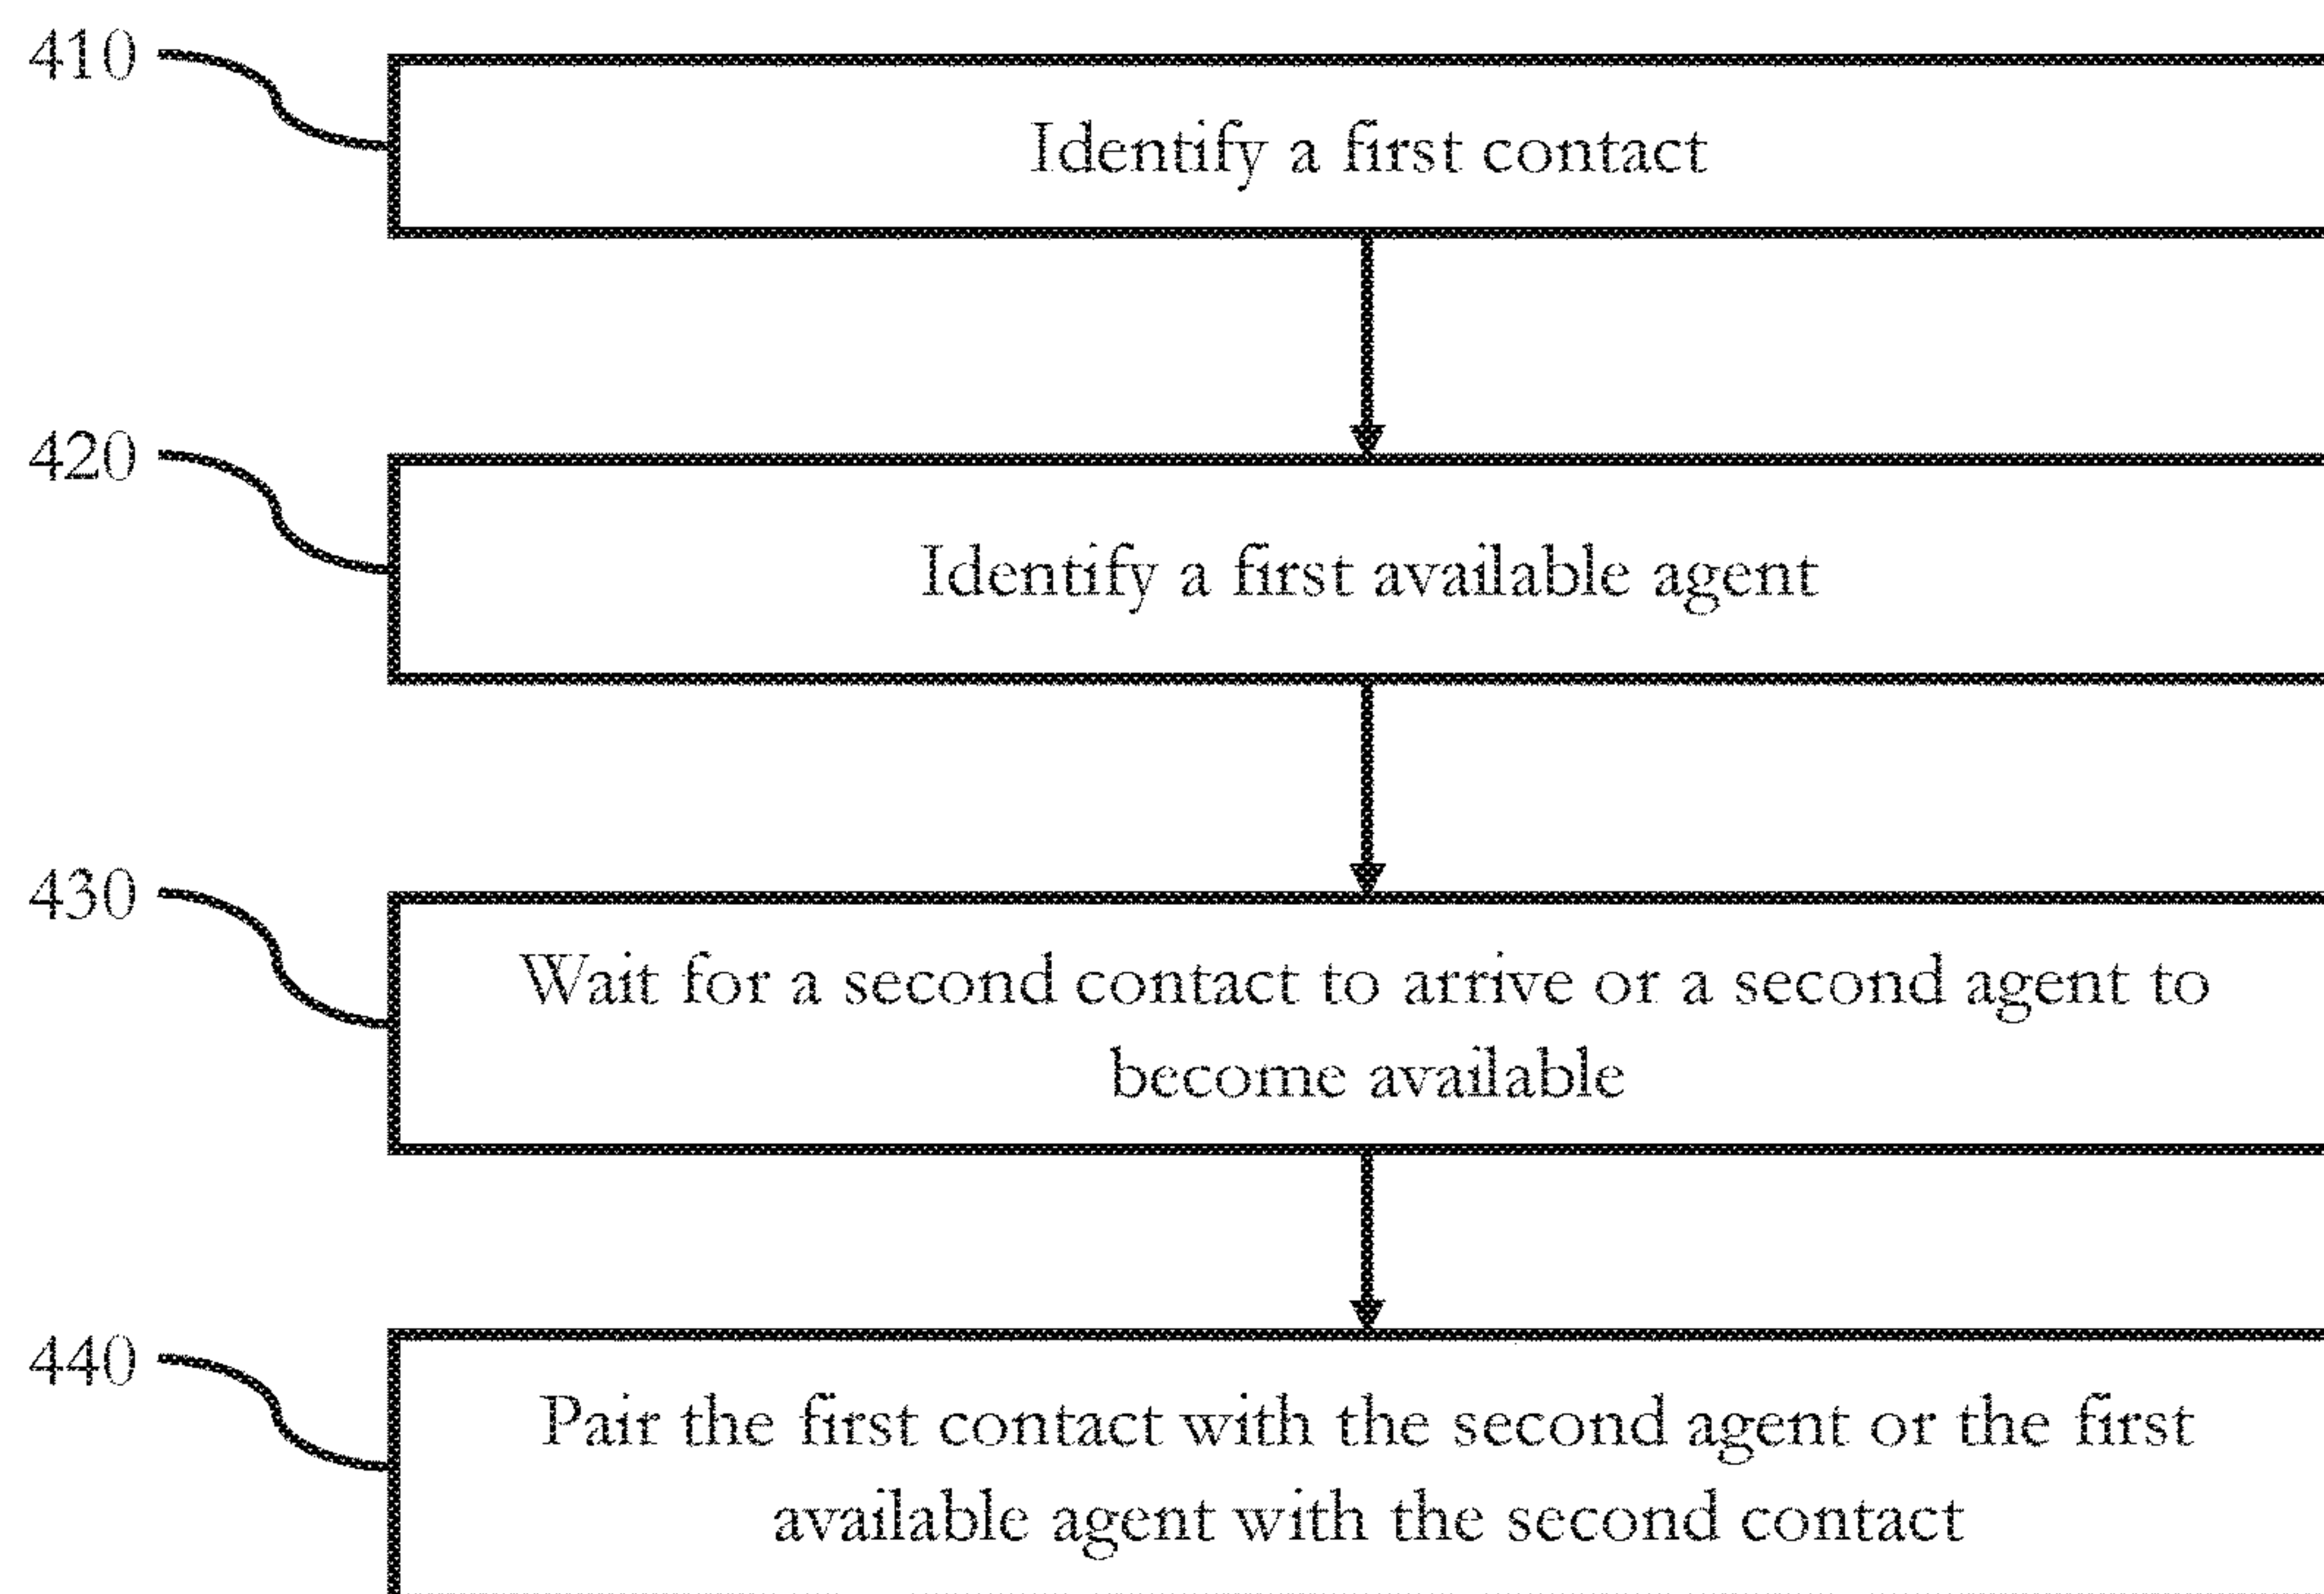 410
Identify a first contact
420
Identify a first available agent
430
Wait for a second contact to arrive or a second agent to
become available
440
Pair the first contact with the second agent or the first
available agent with the second contact